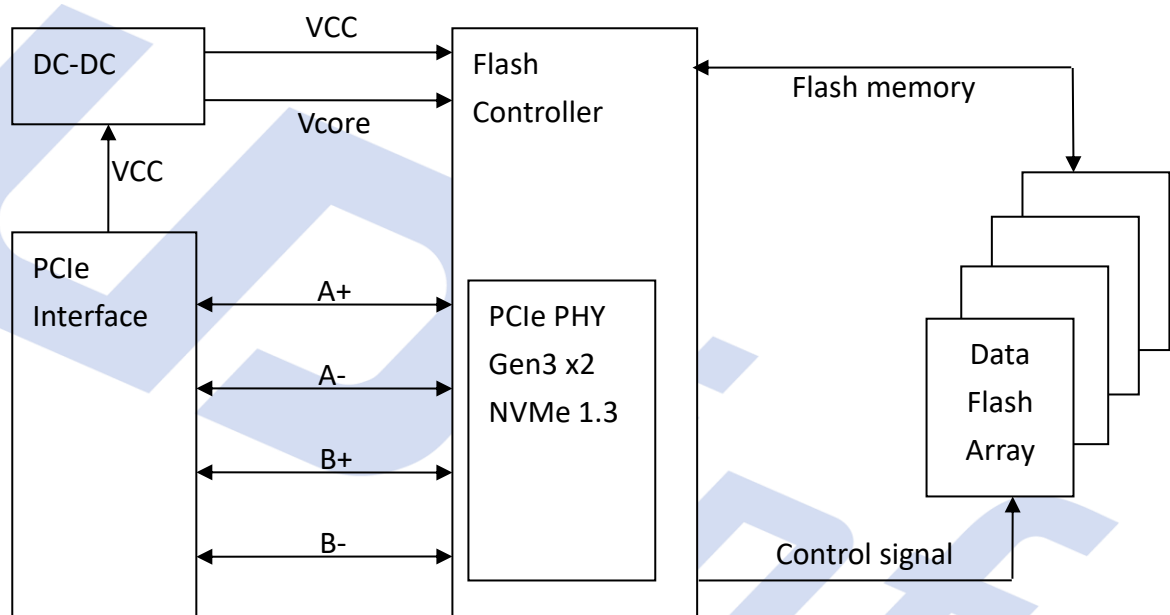 VCC
DC-DC
Flash
Controller
Flash memory
Vcore
VCC
PCIe
Interface
A+
PCIe PHY
Gen3 x2
NVMe 1.3
A-
B+
B-
Data
Flash
Array
Control signal